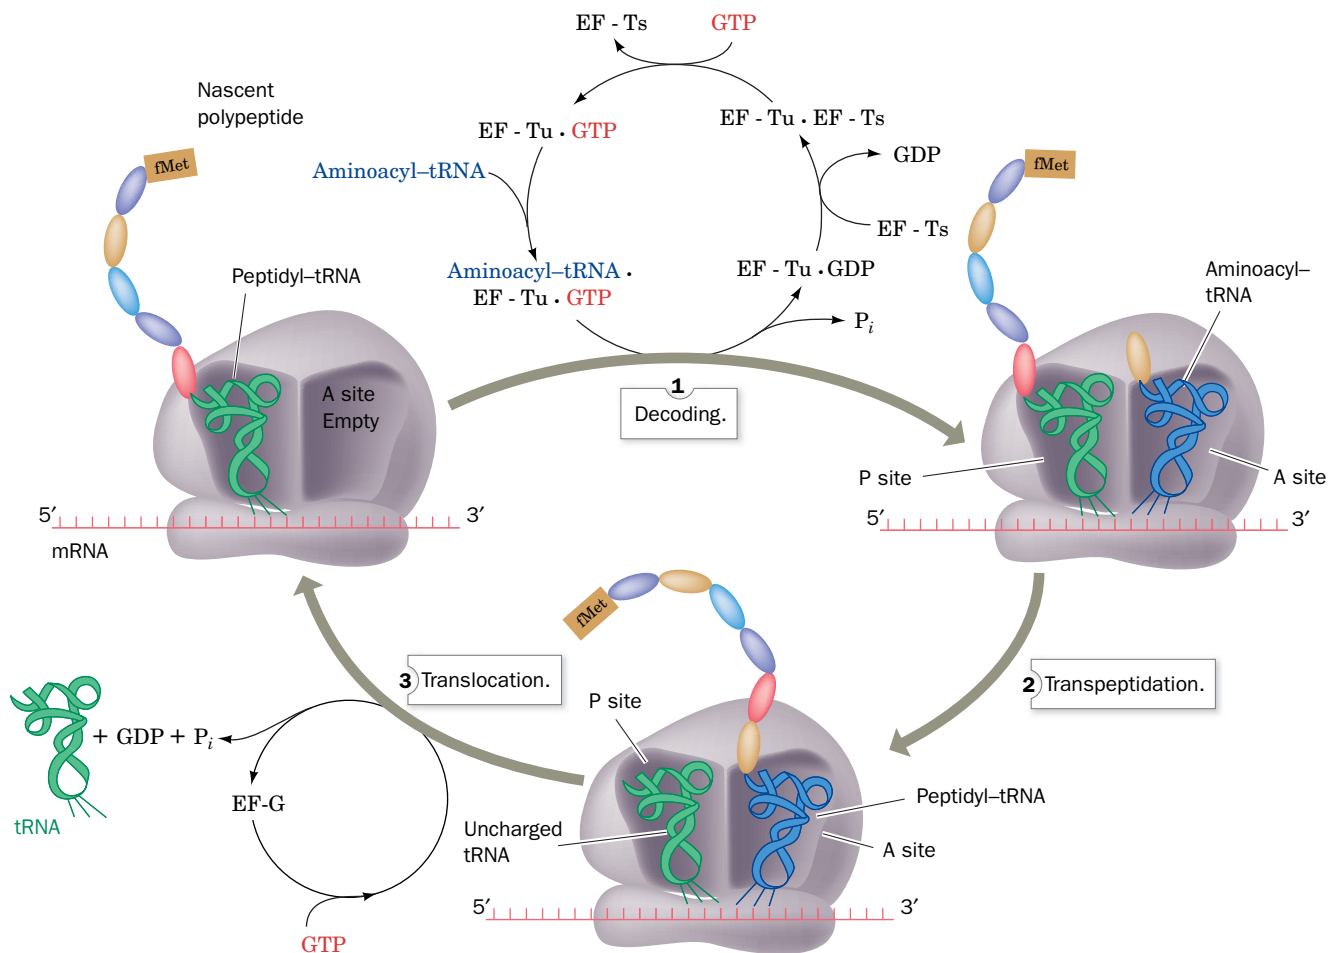 EF - Ts
GTP
Nascent
polypeptide
EF - Tu • GTP
EF - Tu • EF - Ts
fMet
Aminoacyl–tRNA
GDP
fMet
EF - Ts
Peptidyl–tRNA
Aminoacyl–tRNA •
EF - Tu • GTP
EF - Tu • GDP
Aminoacyl–
tRNA
Pi
A site
Empty
1
Decoding.
P site
A site
5′
3′
mRNA
5′
3′
fMet
3 Translocation.
2 Transpeptidation.
P site
+ GDP + Pi
EF-G
tRNA
Uncharged
tRNA
Peptidyl–tRNA
A site
5′
3′
GTP